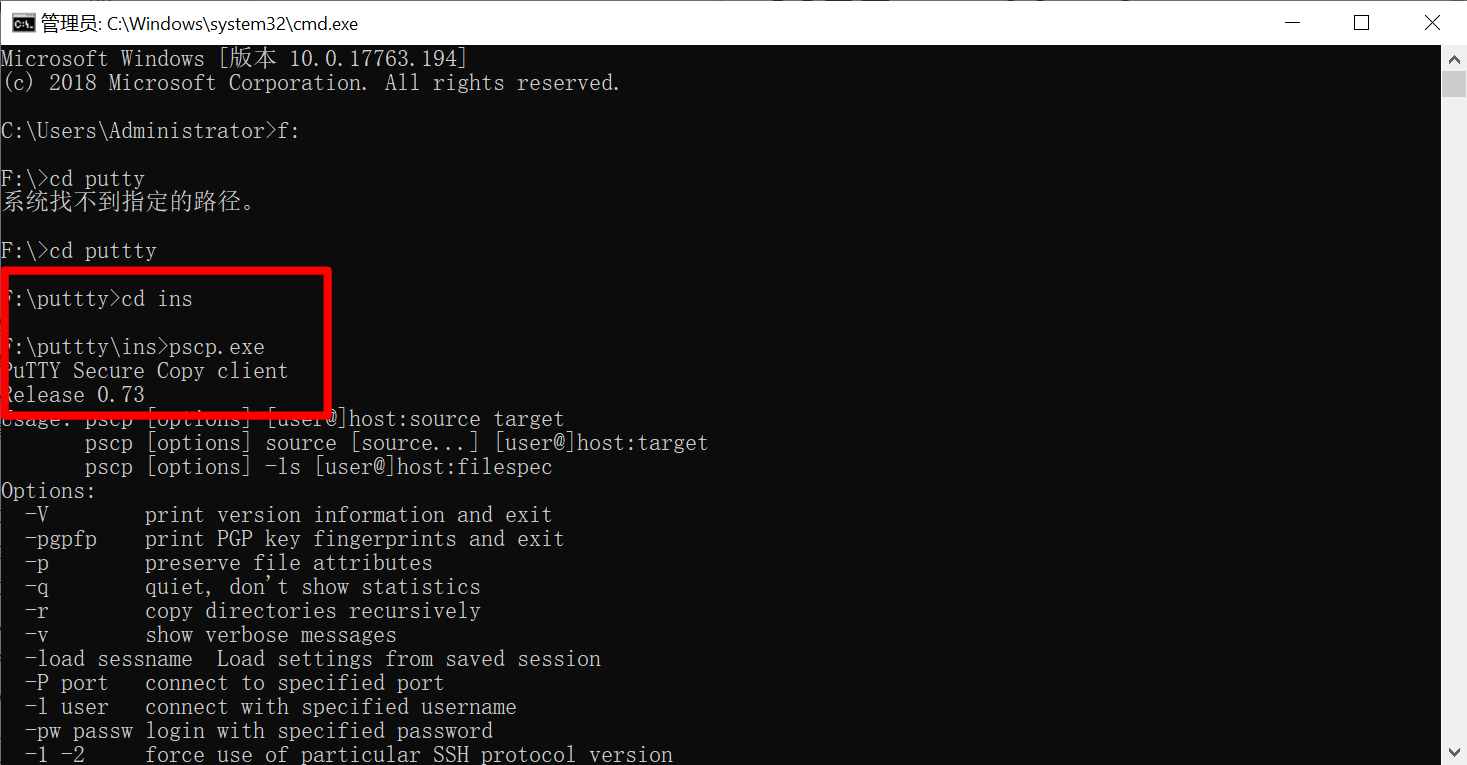 管理员: C:\Windows\system32\cmd.exe
Microsoft Windows [版本 10.0.17763.194]
(c) 2018 Microsoft Corporation. All rights reserved.
C:\Users\Administrator>f:
F:\>cd putty
系统找不到指定的路径。
F:\>cd puttty
F:\puttty>cd ins
F:\puttty\ins>pscp.exe
PuTTY Secure Copy client
Release 0.73
Usage: pscp [options] [user@]host:source target
pscp [options] source [source...] [user@]host:target
pscp [options] -ls [user@]host:filespec
Options:
-V print version information and exit
-pgpfp print PGP key fingerprints and exit
-p preserve file attributes
-q quiet, don't show statistics
-r copy directories recursively
-v show verbose messages
-load sessname Load settings from saved session
-P port connect to specified port
-l user connect with specified username
-pw passw login with specified password
-1 -2 force use of particular SSH protocol version